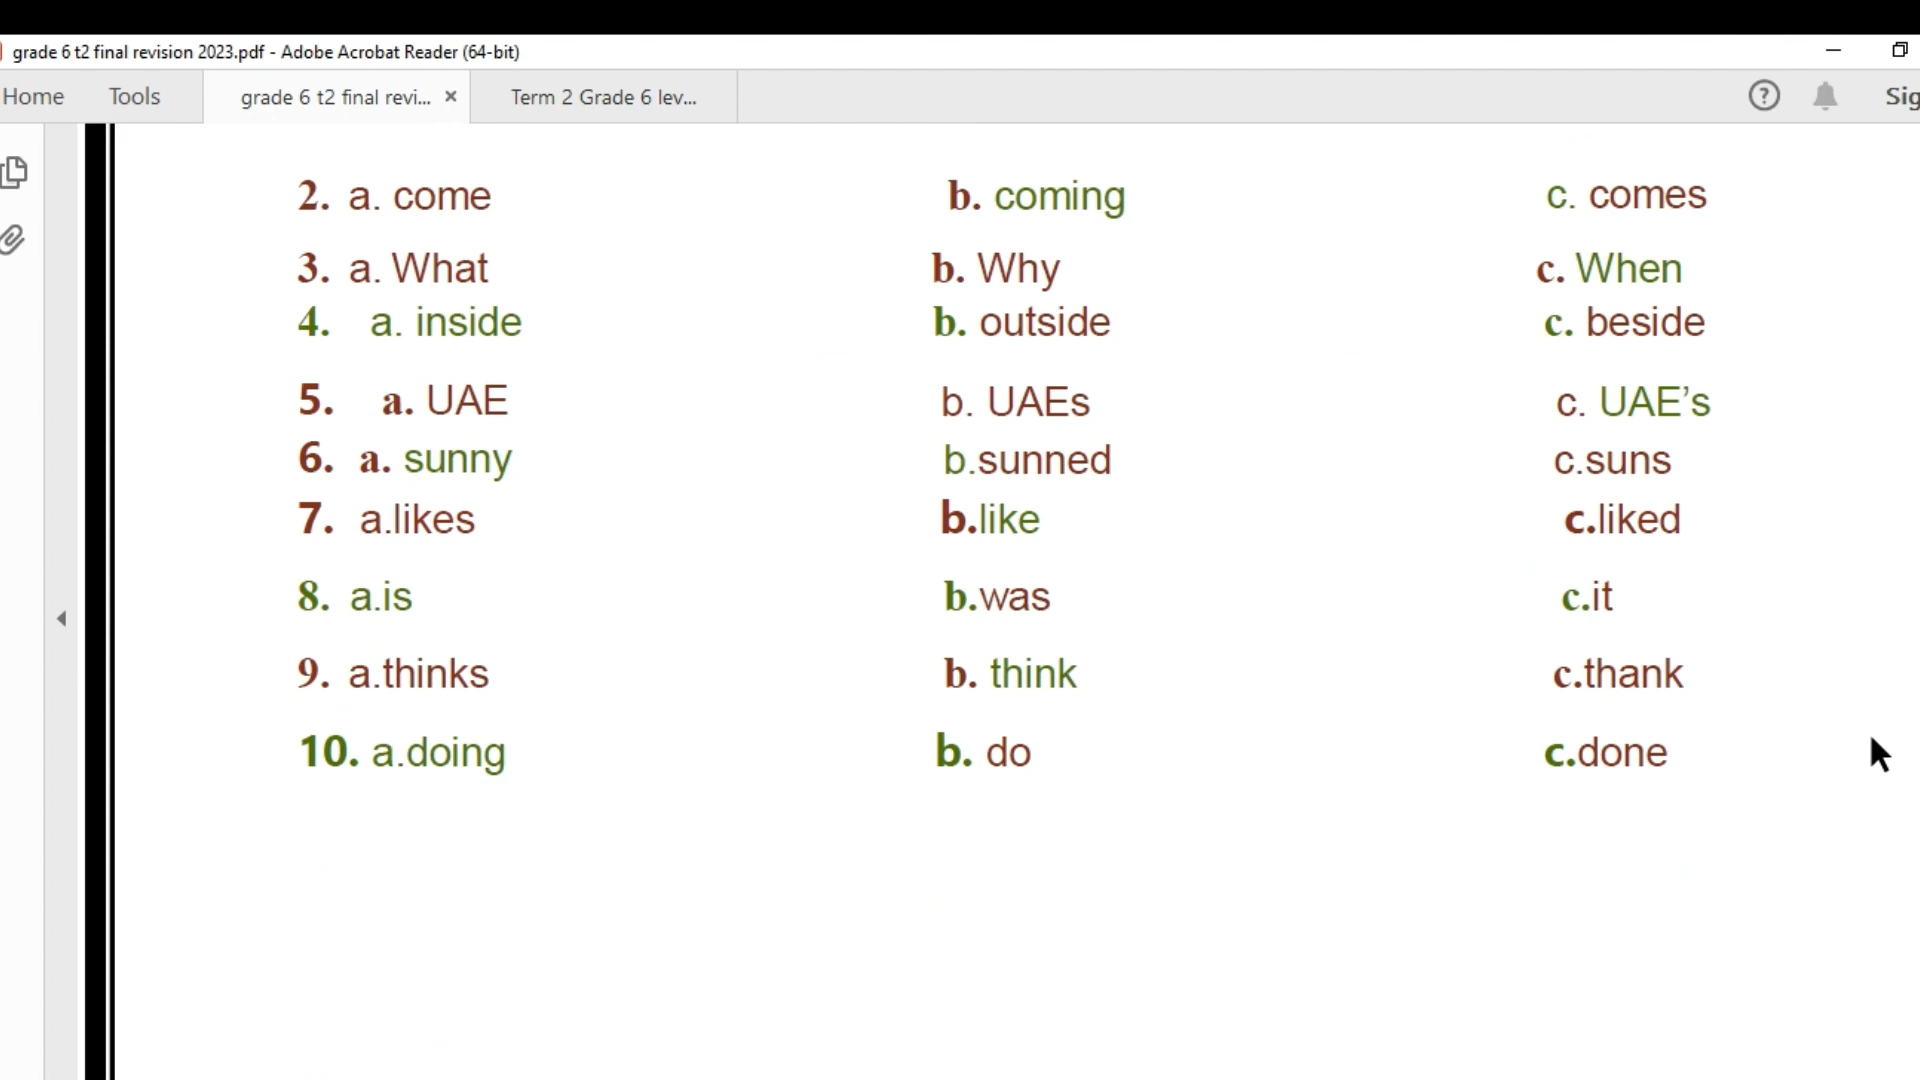 grade 6 t2 final revision 2023.pdf - Adobe Acrobat Reader (64-bit)
Home Tools grade 6 t2 final revi... Term 2 Grade 6 lev... Sig
2. a. come b. coming c. comes
3. a. What b. Why c. When
4. a. inside b. outside c. beside
5. a. UAE b. UAEs c. UAE’s
6. a. sunny b.sunned c.suns
7. a.likes b.like c.liked
8. a.is b.was c.it
9. a.thinks b. think c.thank
10. a.doing b. do c.done